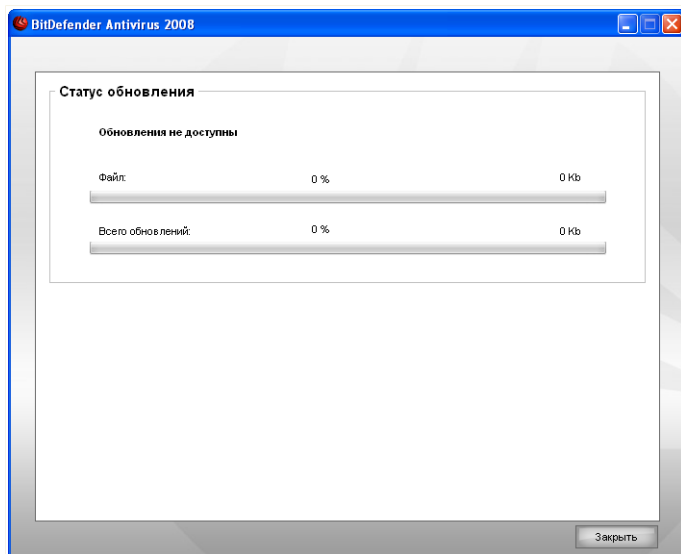 BitDefender Antivirus 2008
Статус обновления
Обновления не доступны
Файл: 0 % 0 Kb
Всего обновлений: 0 % 0 Kb
Закрыть